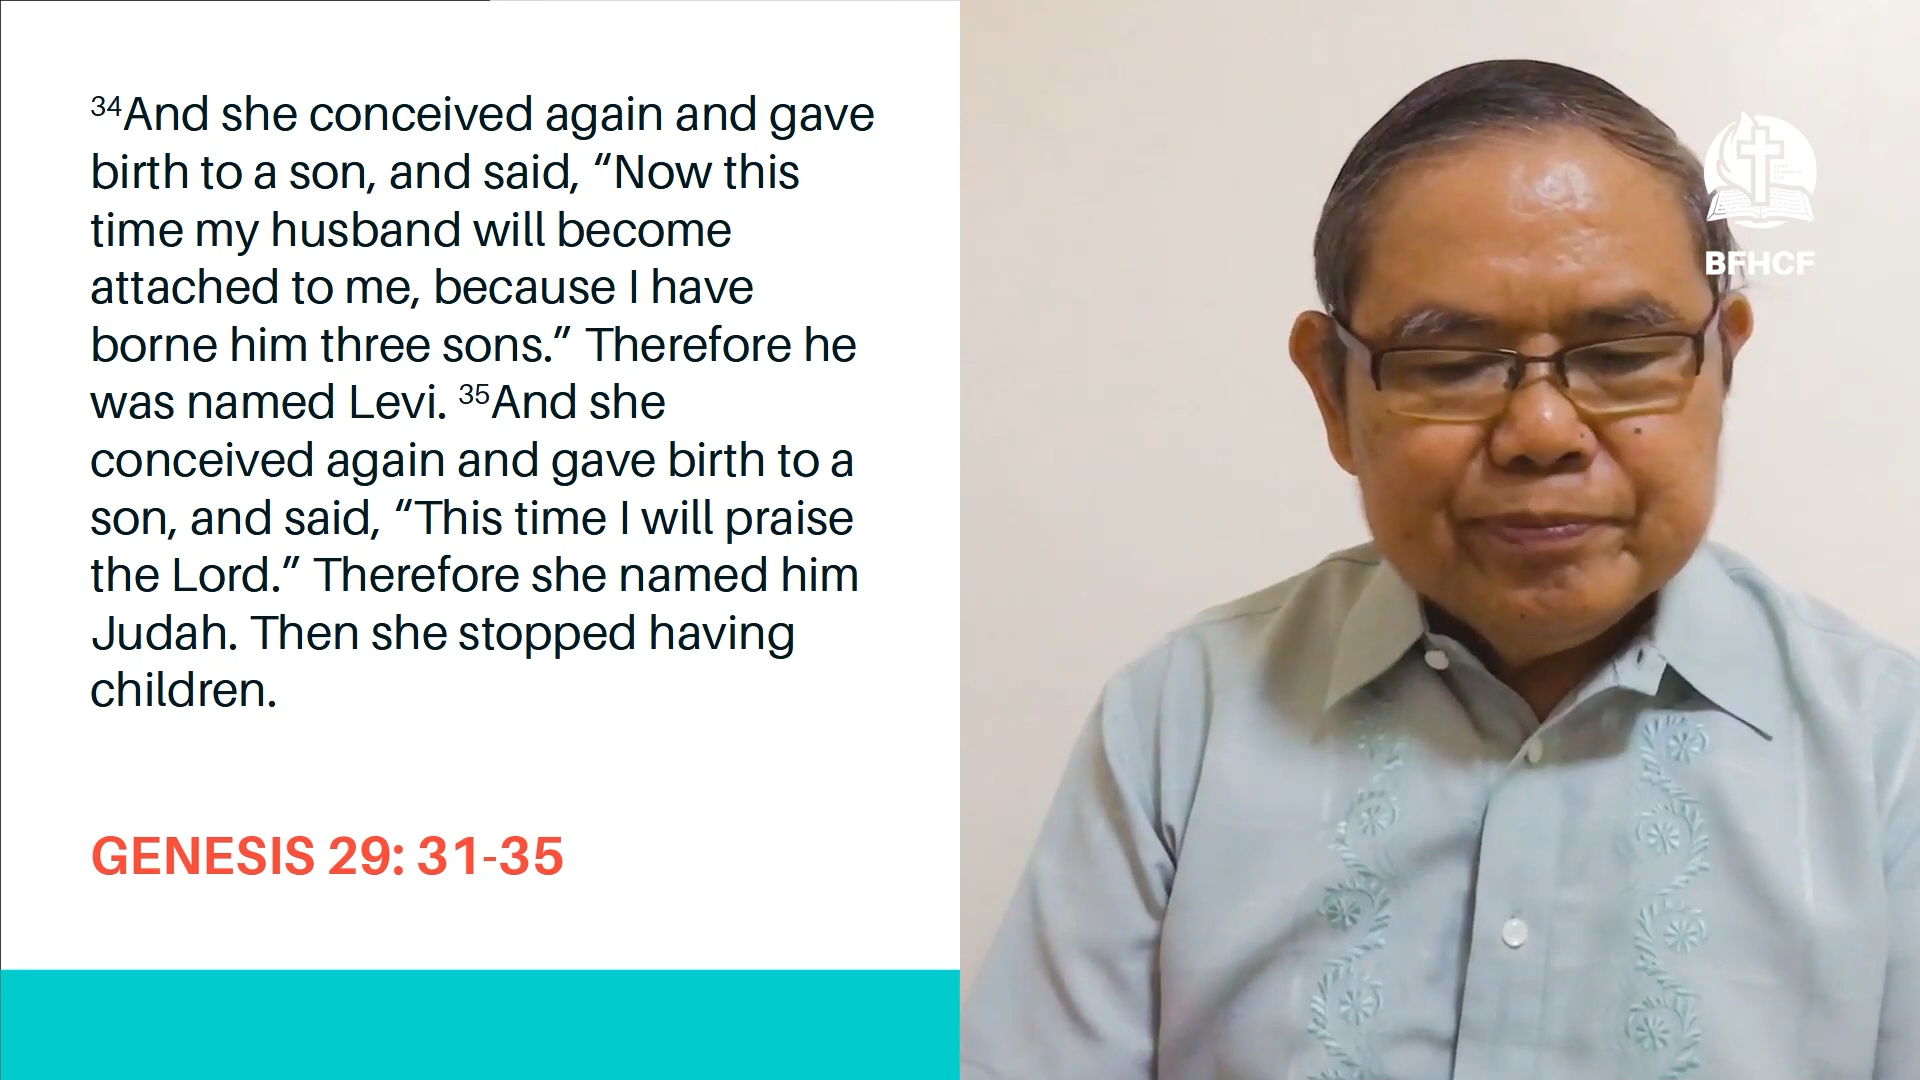 ³⁴And she conceived again and gave
birth to a son, and said, “Now this
time my husband will become
attached to me, because I have
borne him three sons.” Therefore he
was named Levi. ³⁵And she
conceived again and gave birth to a
son, and said, “This time I will praise
the Lord.” Therefore she named him
Judah. Then she stopped having
children.
GENESIS 29: 31-35
BFHCF